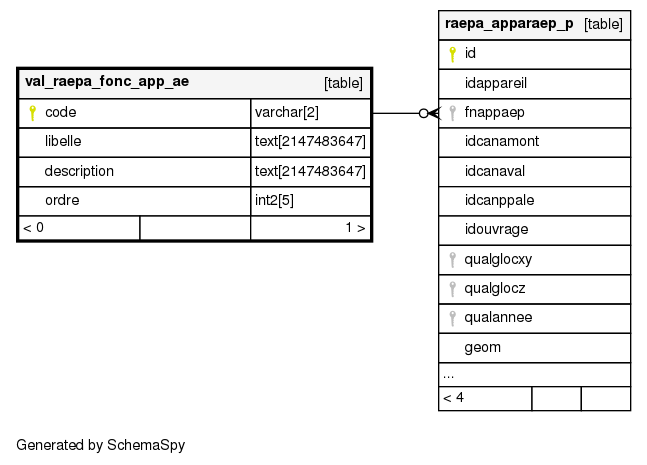 val_raepa_fonc_app_ae [table]
code varchar[2]
libelle text[2147483647]
description text[2147483647]
ordre int2[5]
< 0 1 >
raepa_apparaep_p [table]
id
idappareil
fnappaep
idcanamont
idcanaval
idcanppale
idouvrage
qualglocxy
qualglocz
qualannee
geom
...
< 4
Generated by SchemaSpy